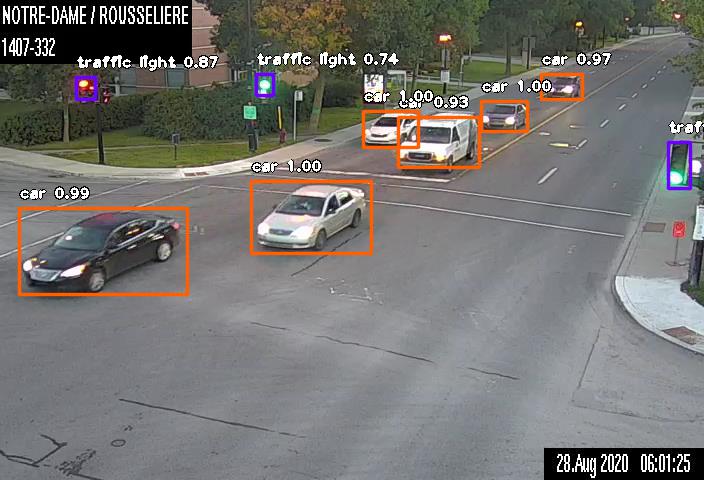 NOTRE-DAME / ROUSSELIERE
1407-332
traffic light 0.87
traffic light 0.74
car 0.97
car 1.00
car 1.00
car 0.93
traf
car 1.00
car 0.99
28.Aug 2020 06:01:25